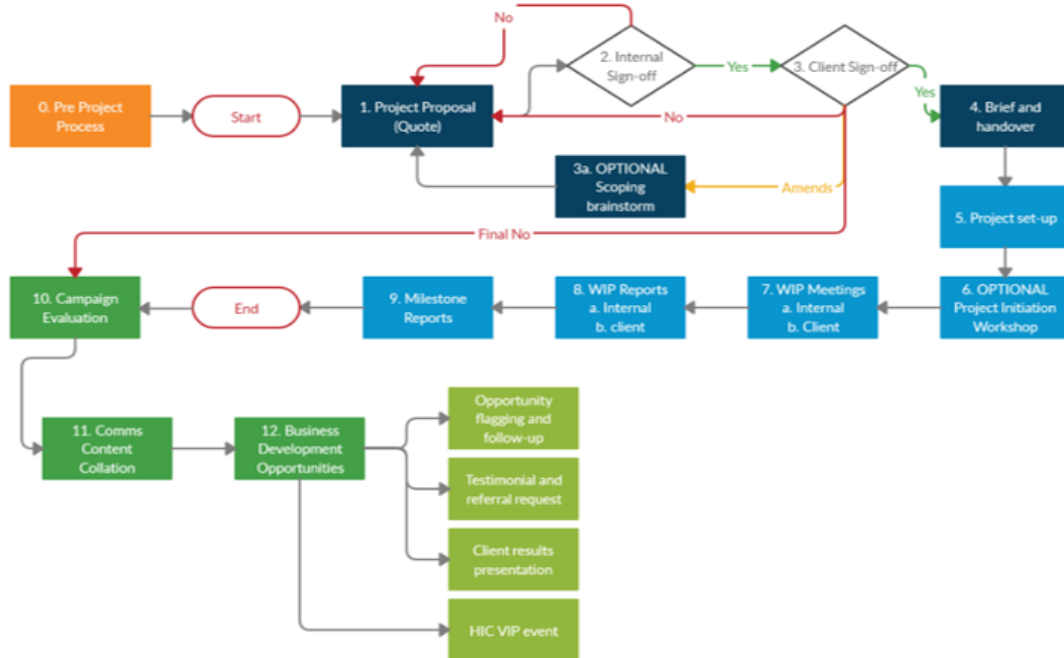 No
2. Internal
Sign-off
Yes
3. Client Sign-off
Yes
0. Pre Project
Process
Start
1. Project Proposal
(Quote)
No
4. Brief and
handover
3a. OPTIONAL
Scoping
brainstorm
Amends
5. Project set-up
Final No
10. Campaign
Evaluation
End
9. Milestone
Reports
8. WIP Reports
a. Internal
b. client
7. WIP Meetings
a. Internal
b. Client
6. OPTIONAL
Project Initiation
Workshop
11. Comms
Content
Collation
12. Business
Development
Opportunities
Opportunity
flagging and
follow-up
Testimonial and
referral request
Client results
presentation
HIC VIP event